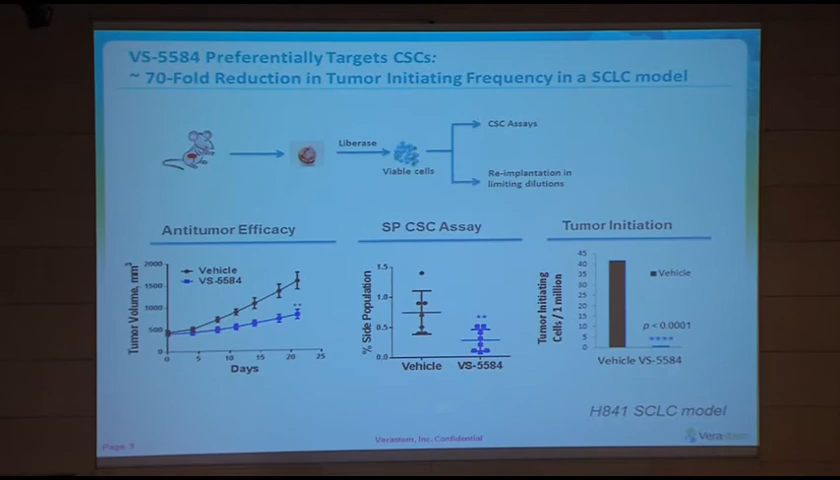 VS-5584 Preferentially Targets CSCs:
~ 70-Fold Reduction in Tumor Initiating Frequency in a SCLC model
Liberase
Viable cells
CSC Assays
Re-implantation in
limiting dilutions
Antitumor Efficacy
Tumor Volume, mm3
2000
1500
1000
500
0
Vehicle
VS-5584
**
0 5 10 15 20 25
Days
SP CSC Assay
% Side Population
1.5
1.0
0.5
0.0
**
Vehicle VS-5584
Tumor Initiation
Tumor Initiating
Cells / 1 million
45
40
35
30
25
20
15
10
5
0
Vehicle
p < 0.0001
****
Vehicle VS-5584
H841 SCLC model
Page 9
Verastem, Inc. Confidential
Verastem